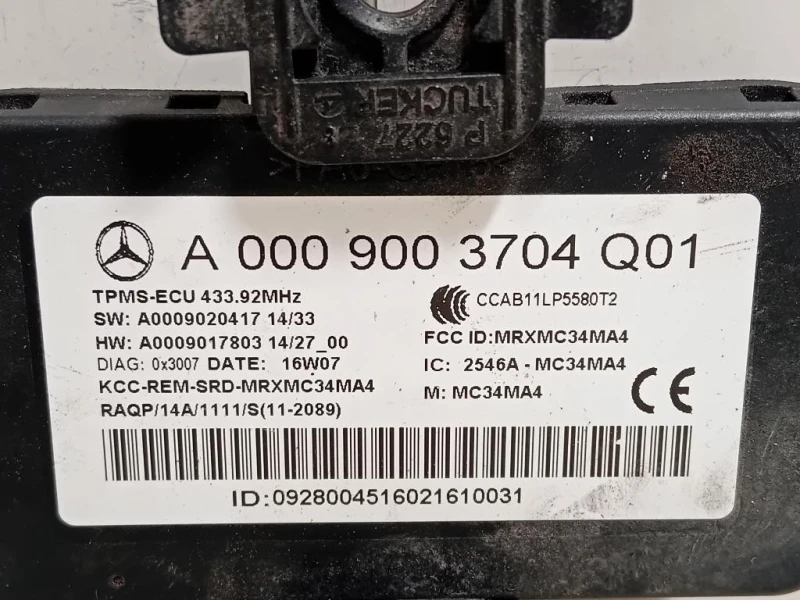 TUCKER
P 6227
A 000 900 3704 Q01
TPMS-ECU 433.92MHz
SW: A0009020417 14/33
HW: A0009017803 14/27_00
DIAG: 0x3007 DATE: 16W07
KCC-REM-SRD-MRXMC34MA4
RAQP/14A/1111/S(11-2089)
CCAB11LP5580T2
FCC ID:MRXMC34MA4
IC: 2546A - MC34MA4
M: MC34MA4
CE
ID:0928004516021610031